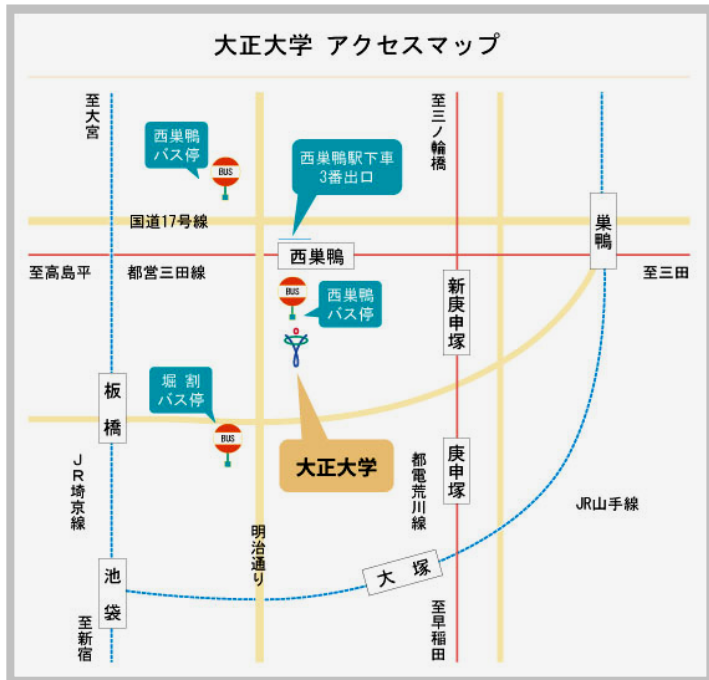 大正大学 アクセスマップ
至大宮
西巣鴨
バス停
BUS
西巣鴨駅下車
3番出口
至三ノ輪橋
国道17号線
巣鴨
西巣鴨
至高島平
都営三田線
至三田
BUS
西巣鴨
バス停
新庚申塚
板橋
堀 割
バス停
BUS
大正大学
都電荒川線
庚申塚
JR埼京線
JR山手線
明治通り
池袋
大塚
至新宿
至早稲田